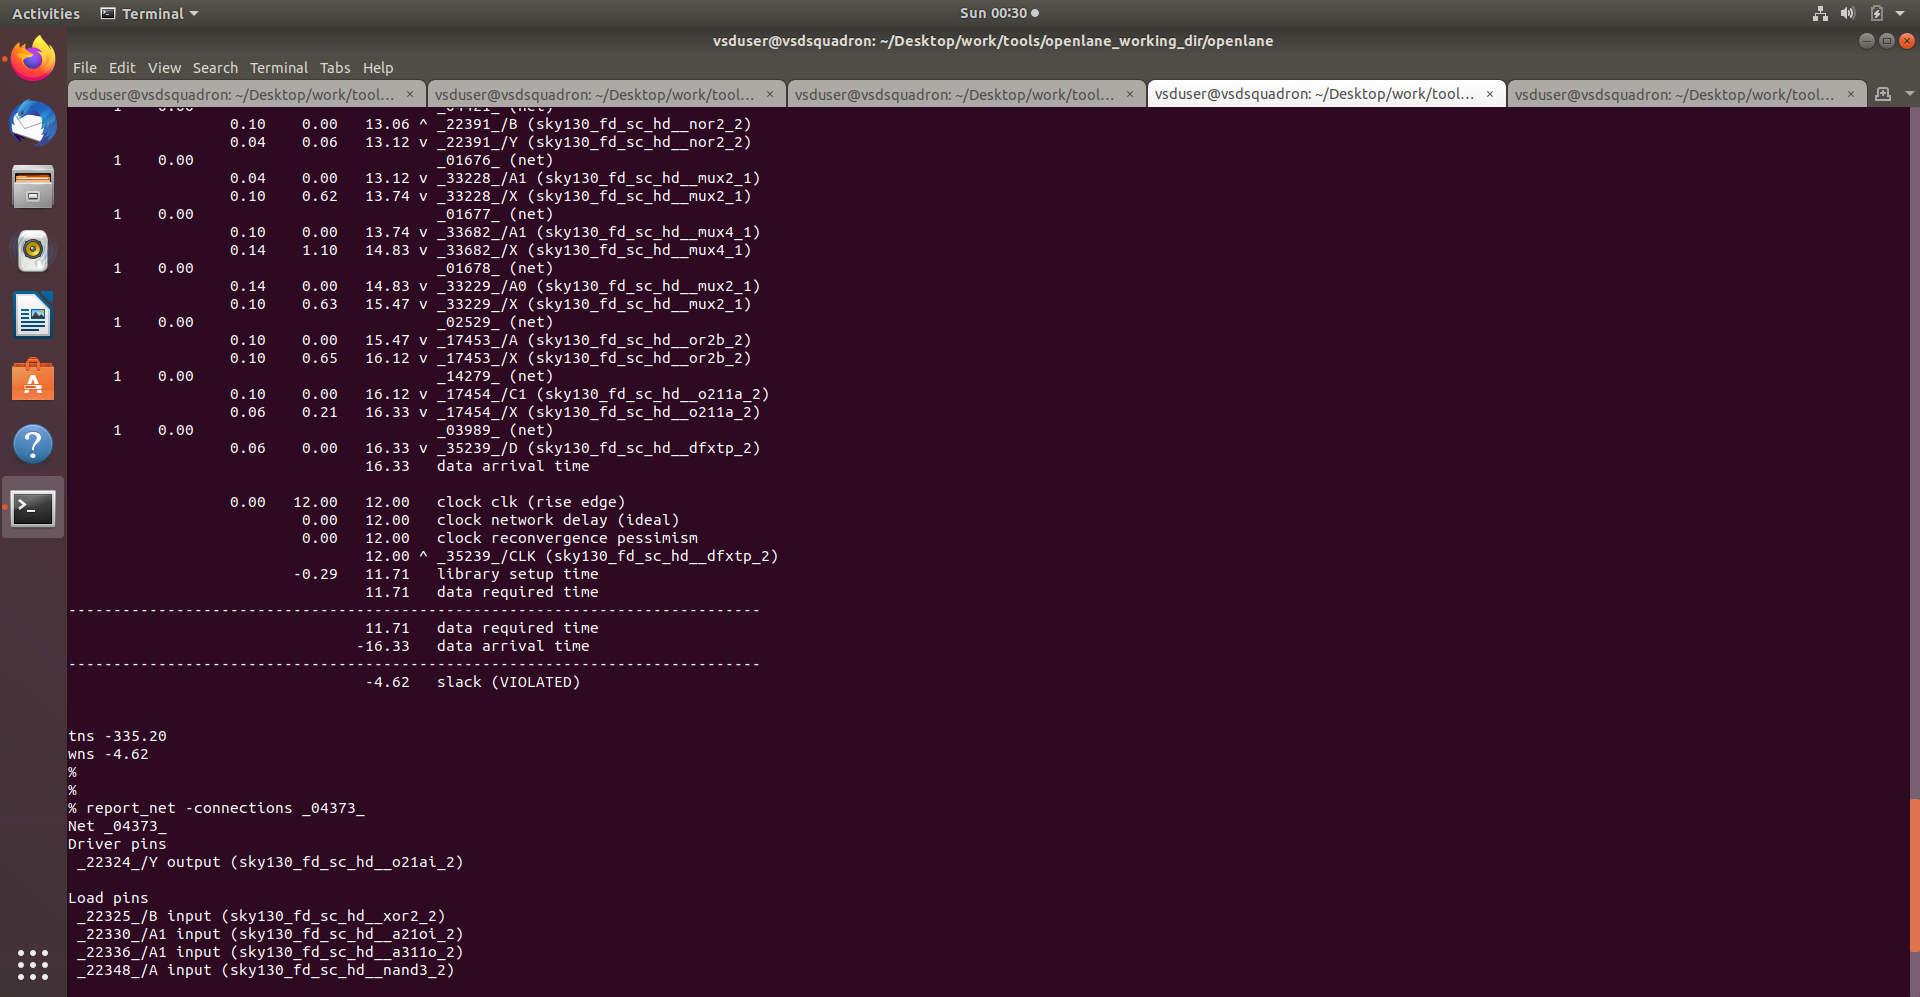 Activities Terminal Sun 00:30
vsduser@vsdsquadron: ~/Desktop/work/tools/openlane_working_dir/openlane
File Edit View Search Terminal Tabs Help
vsduser@vsdsquadron: ~/Desktop/work/tool... × vsduser@vsdsquadron: ~/Desktop/work/tool... × vsduser@vsdsquadron: ~/Desktop/work/tool... × vsduser@vsdsquadron: ~/Desktop/work/tool... × vsduser@vsdsquadron: ~/Desktop/work/tool... ×
1 0.00 _04421_ (net)
0.10 0.00 13.06 ^ _22391_/B (sky130_fd_sc_hd__nor2_2)
0.04 0.06 13.12 v _22391_/Y (sky130_fd_sc_hd__nor2_2)
1 0.00 _01676_ (net)
0.04 0.00 13.12 v _33228_/A1 (sky130_fd_sc_hd__mux2_1)
0.10 0.62 13.74 v _33228_/X (sky130_fd_sc_hd__mux2_1)
1 0.00 _01677_ (net)
0.10 0.00 13.74 v _33682_/A1 (sky130_fd_sc_hd__mux4_1)
0.14 1.10 14.83 v _33682_/X (sky130_fd_sc_hd__mux4_1)
1 0.00 _01678_ (net)
0.14 0.00 14.83 v _33229_/A0 (sky130_fd_sc_hd__mux2_1)
0.10 0.63 15.47 v _33229_/X (sky130_fd_sc_hd__mux2_1)
1 0.00 _02529_ (net)
0.10 0.00 15.47 v _17453_/A (sky130_fd_sc_hd__or2b_2)
0.10 0.65 16.12 v _17453_/X (sky130_fd_sc_hd__or2b_2)
1 0.00 _14279_ (net)
0.10 0.00 16.12 v _17454_/C1 (sky130_fd_sc_hd__o211a_2)
0.06 0.21 16.33 v _17454_/X (sky130_fd_sc_hd__o211a_2)
1 0.00 _03989_ (net)
0.06 0.00 16.33 v _35239_/D (sky130_fd_sc_hd__dfxtp_2)
16.33 data arrival time
0.00 12.00 12.00 clock clk (rise edge)
0.00 12.00 clock network delay (ideal)
0.00 12.00 clock reconvergence pessimism
12.00 ^ _35239_/CLK (sky130_fd_sc_hd__dfxtp_2)
-0.29 11.71 library setup time
11.71 data required time
-----------------------------------------------------------------------------
11.71 data required time
-16.33 data arrival time
-----------------------------------------------------------------------------
-4.62 slack (VIOLATED)
tns -335.20
wns -4.62
%
%
% report_net -connections _04373_
Net _04373_
Driver pins
_22324_/Y output (sky130_fd_sc_hd__o21ai_2)
Load pins
_22325_/B input (sky130_fd_sc_hd__xor2_2)
_22330_/A1 input (sky130_fd_sc_hd__a21oi_2)
_22336_/A1 input (sky130_fd_sc_hd__a311o_2)
_22348_/A input (sky130_fd_sc_hd__nand3_2)